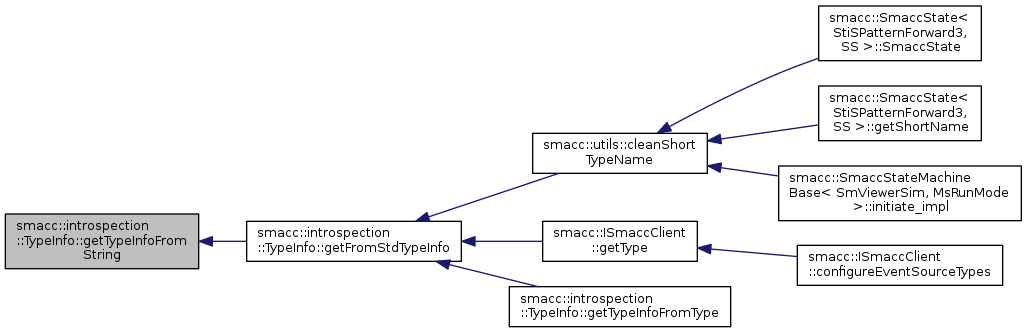 smacc::SmaccState<
StiSPatternForward3,
SS >::SmaccState
smacc::SmaccState<
StiSPatternForward3,
SS >::getShortName
smacc::utils::cleanShort
TypeName
smacc::SmaccStateMachine
Base< SmViewerSim, MsRunMode
>::initiate_impl
smacc::introspection
::TypeInfo::getTypeInfoFrom
String
smacc::introspection
::TypeInfo::getFromStdTypeInfo
smacc::ISmaccClient
::getType
smacc::ISmaccClient
::configureEventSourceTypes
smacc::introspection
::TypeInfo::getTypeInfoFromType